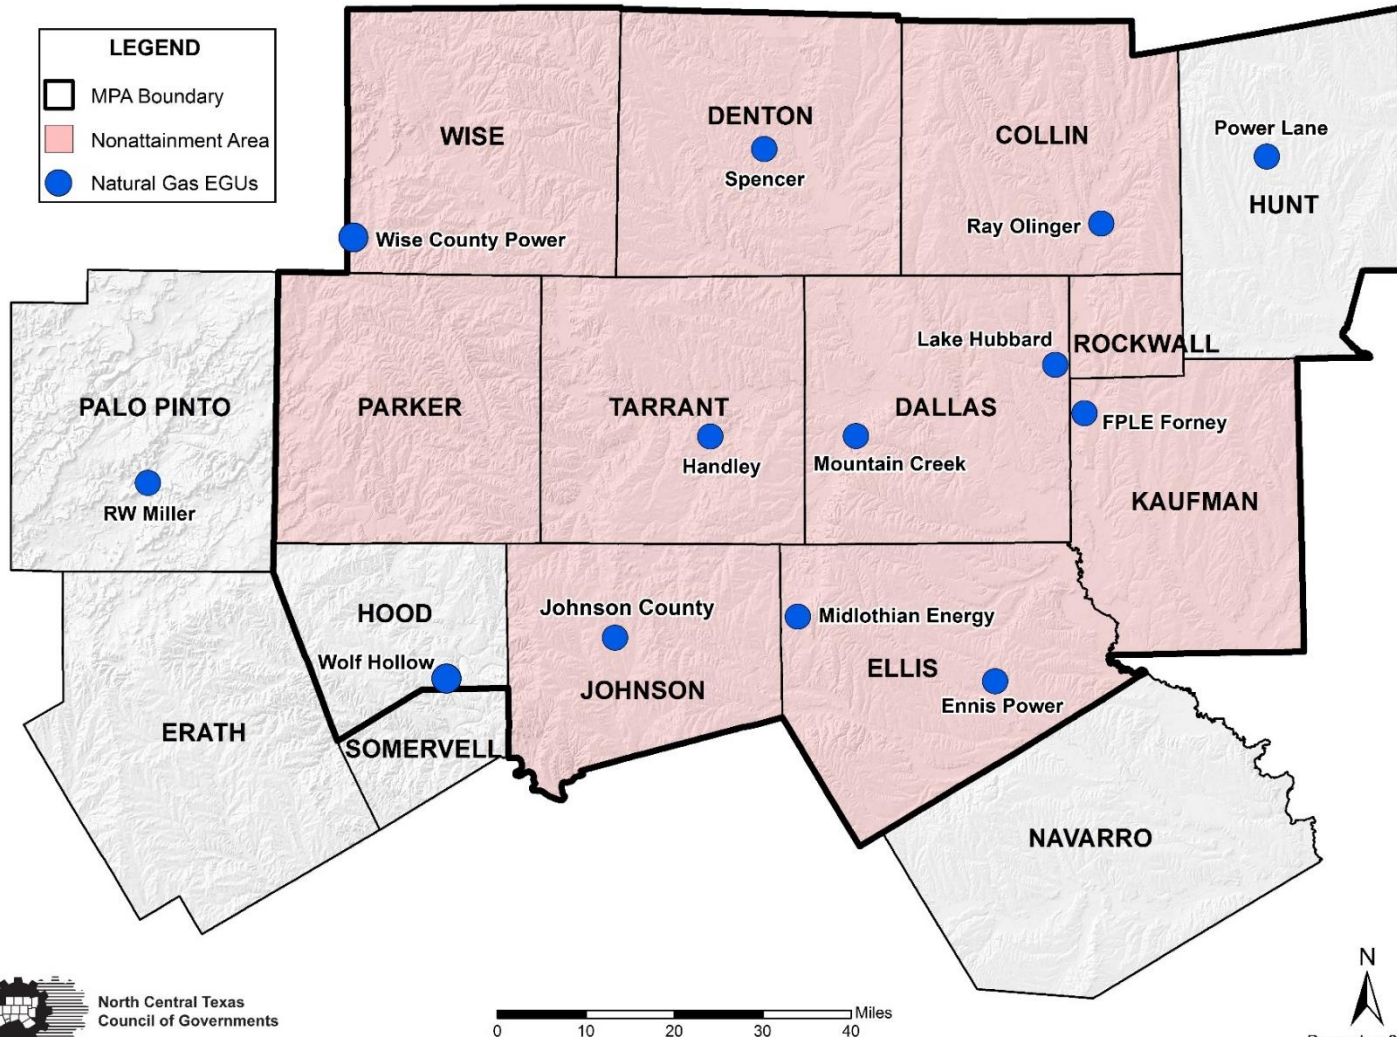 LEGEND
MPA Boundary
Nonattainment Area
Natural Gas EGUs
WISE
DENTON
Spencer
COLLIN
Power Lane
HUNT
Ray Olinger
Wise County Power
Lake Hubbard
ROCKWALL
PALO PINTO
PARKER
TARRANT
DALLAS
FPLE Forney
Handley
Mountain Creek
RW Miller
KAUFMAN
HOOD
Johnson County
Midlothian Energy
Wolf Hollow
JOHNSON
ELLIS
Ennis Power
ERATH
SOMERVELL
NAVARRO
N
North Central Texas
Council of Governments
Miles
0 10 20 30 40